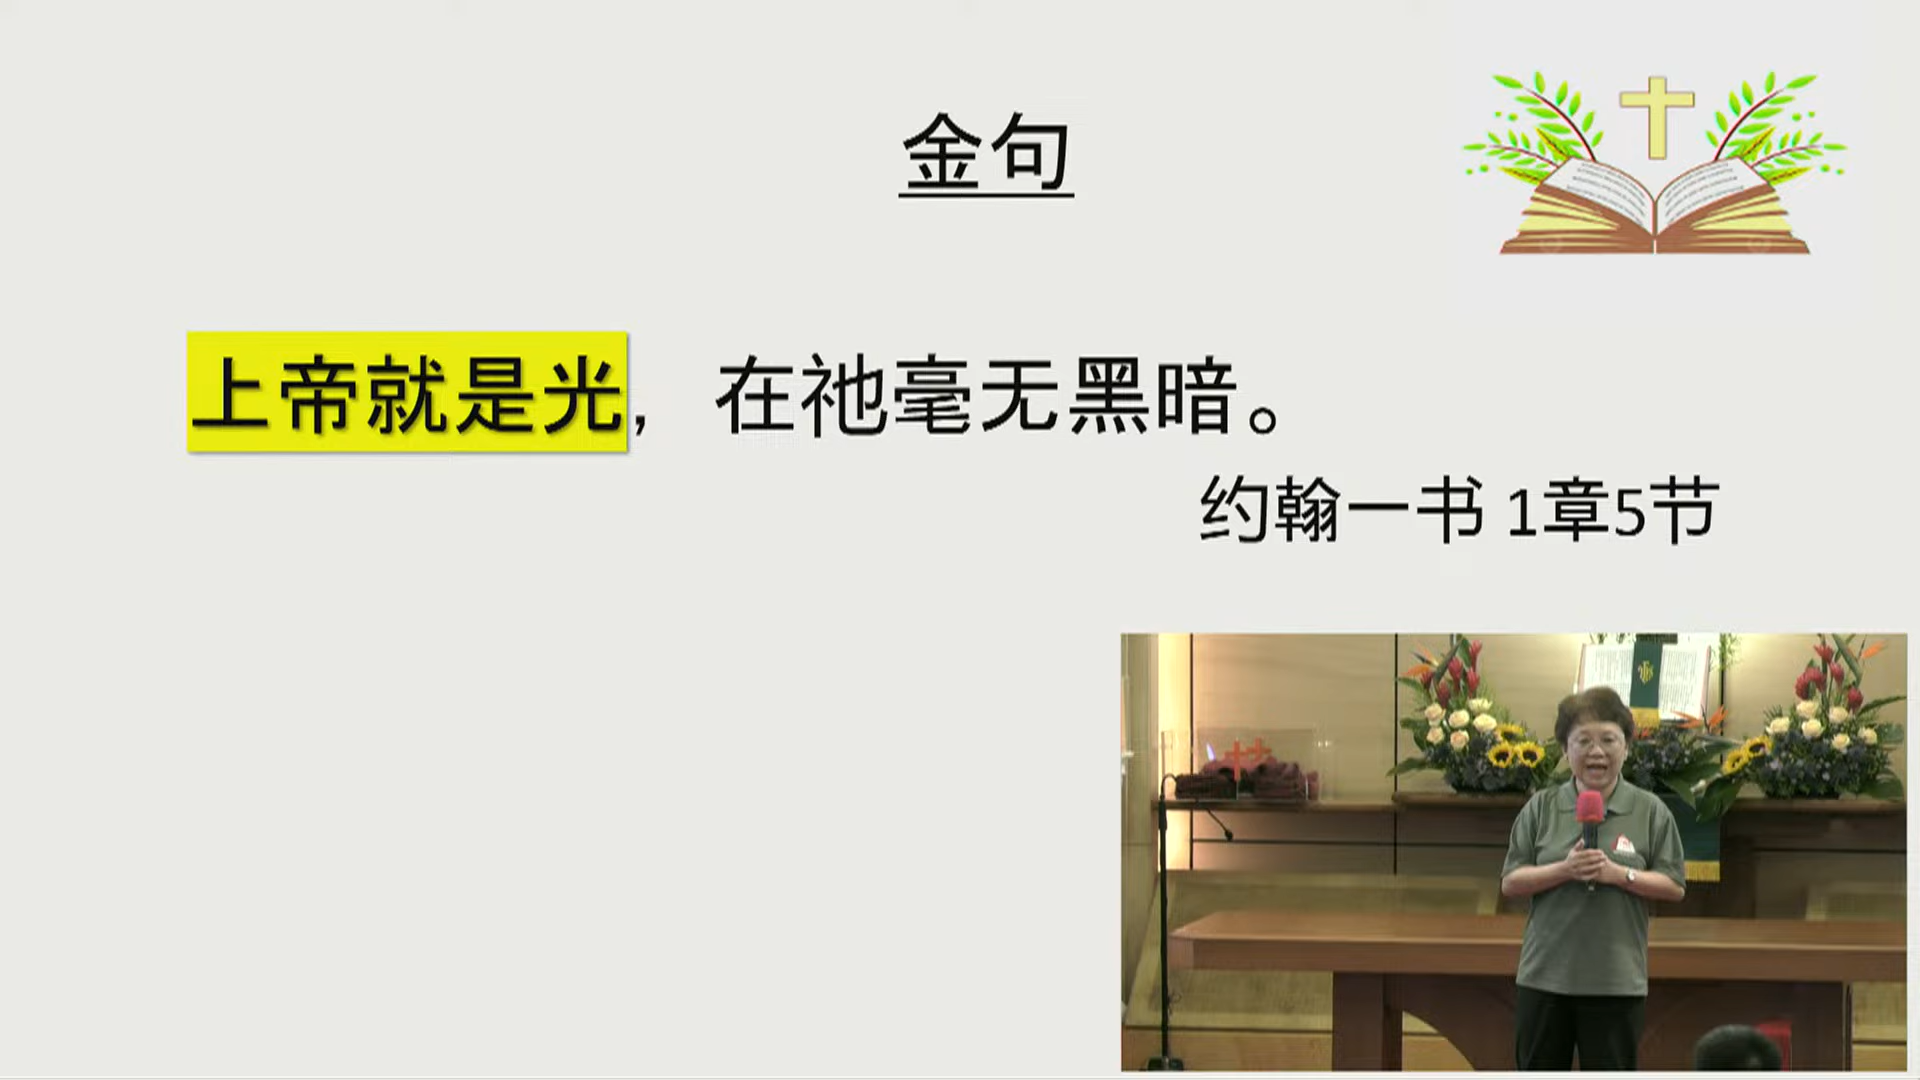 金句
上帝就是光，在祂毫无黑暗。
约翰一书 1章5节